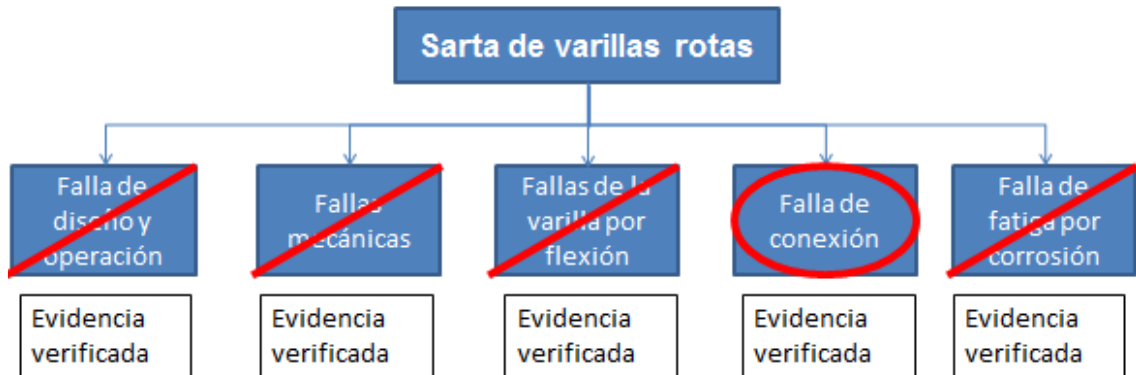 Sarta de varillas rotas
Falla de
diseño y
operación
Fallas
mecánicas
Fallas de la
varilla por
flexión
Falla de
conexión
Falla de
fatiga por
corrosión
Evidencia
verificada
Evidencia
verificada
Evidencia
verificada
Evidencia
verificada
Evidencia
verificada